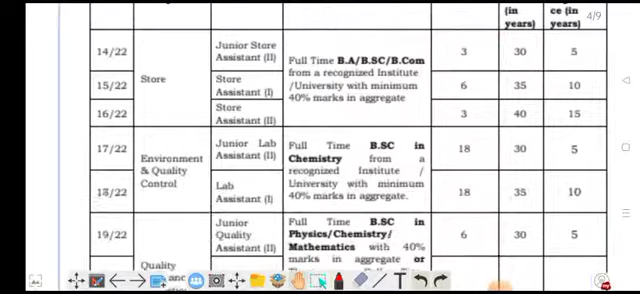 (in years)
ce (in years)
4/9
14/22
Store
Junior Store
Assistant (II)
Full Time B.A/B.SC/B.Com
from a recognized Institute
/University with minimum
40% marks in aggregate
3
30
5
15/22
Store
Assistant (I)
6
35
10
16/22
Store
Assistant (II)
3
40
15
17/22
Environment
& Quality
Control
Junior Lab
Assistant (II)
Full Time B.SC in
Chemistry from a
recognized Institute /
University with minimum
40% marks in aggregate.
18
30
5
18/22
Lab
Assistant (I)
18
35
10
19/22
Quality
Junior
Quality
Assistant (II)
Full Time B.SC in
Physics/Chemistry/
Mathematics with 40%
marks in aggregate or
6
30
5
T